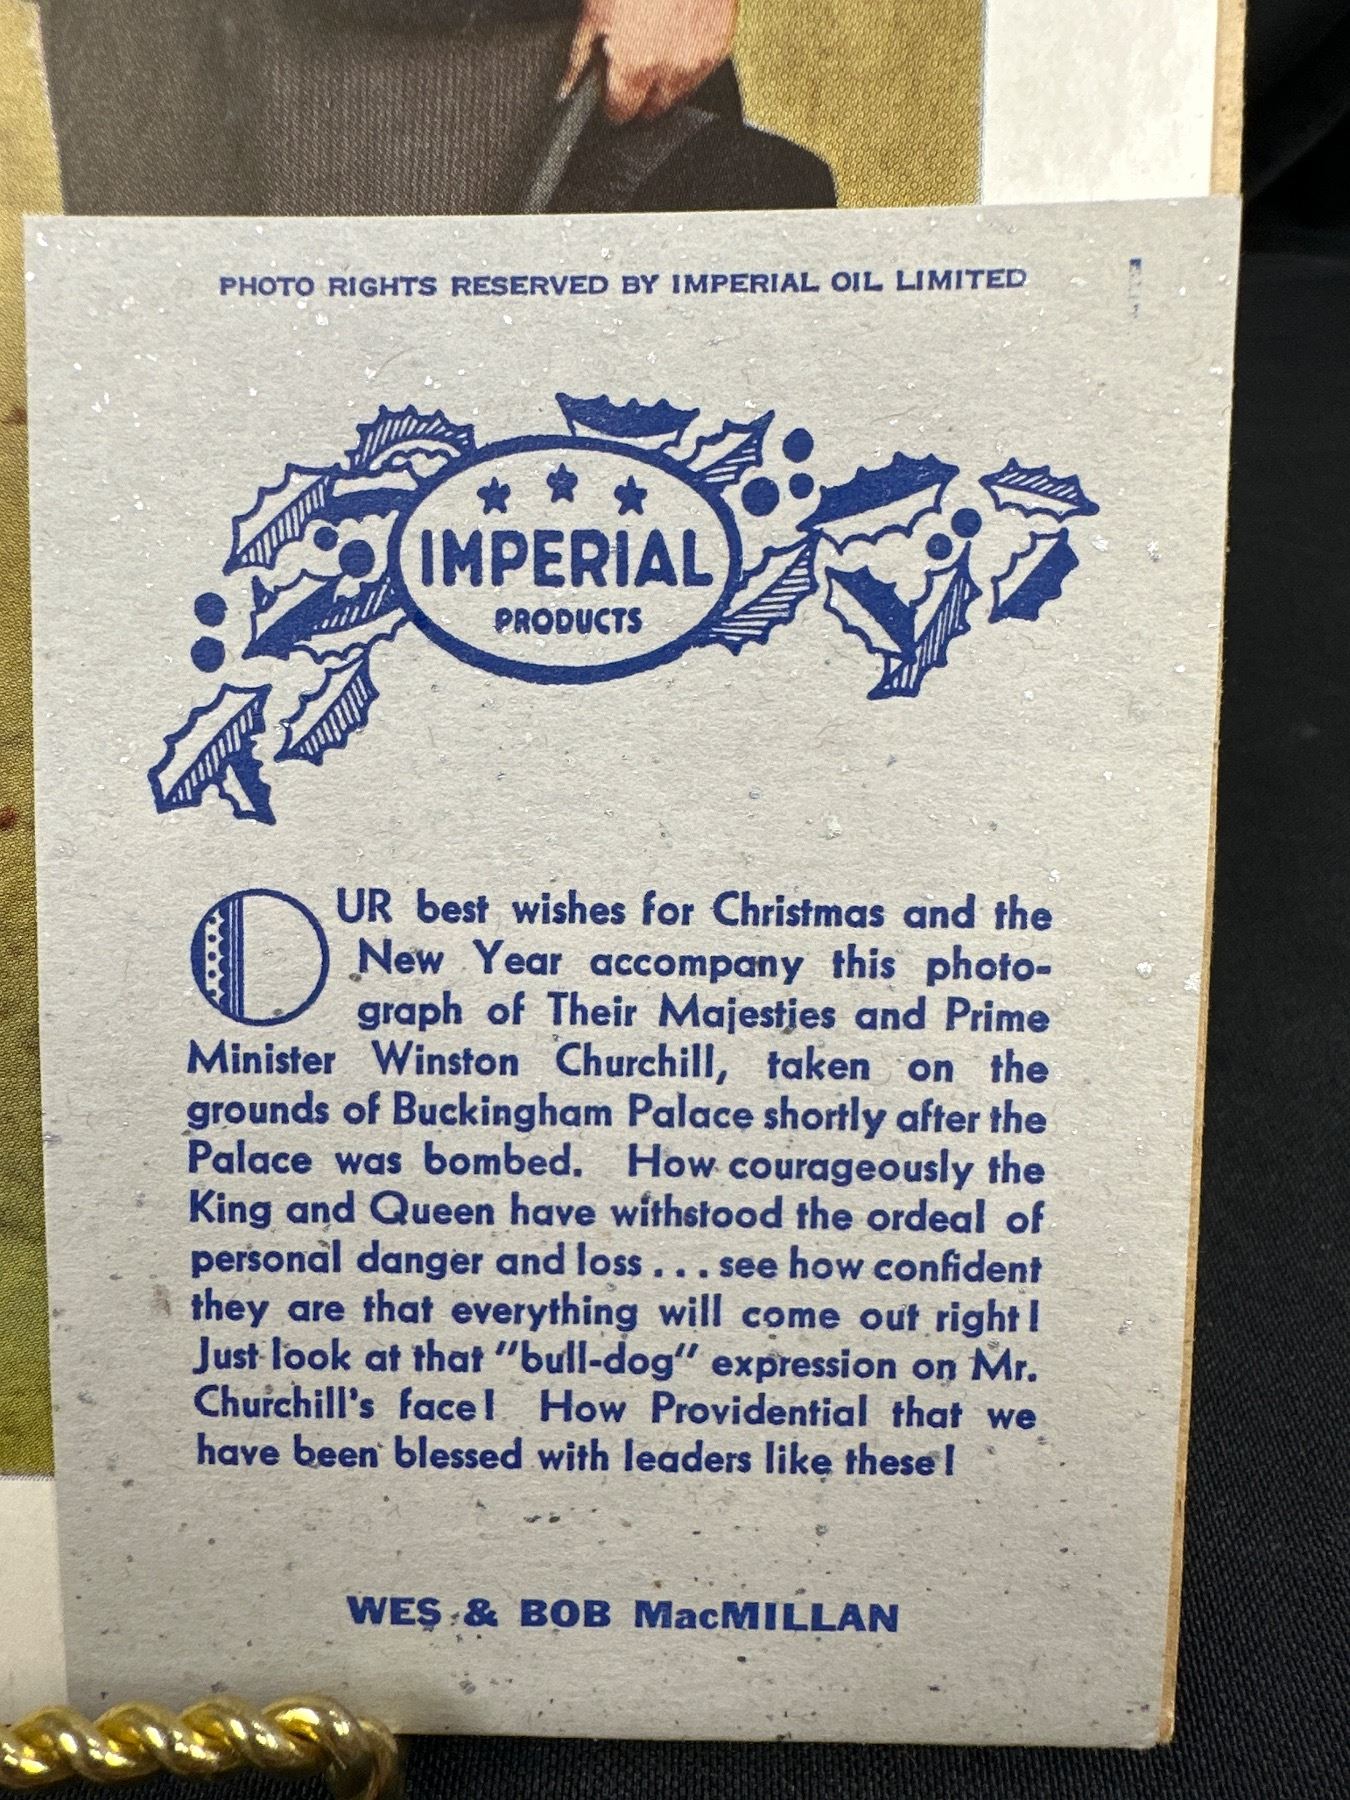 PHOTO RIGHTS RESERVED BY IMPERIAL OIL LIMITED
IMPERIAL
PRODUCTS
OUR best wishes for Christmas and the
New Year accompany this photo-
graph of Their Majesties and Prime
Minister Winston Churchill, taken on the
grounds of Buckingham Palace shortly after the
Palace was bombed. How courageously the
King and Queen have withstood the ordeal of
personal danger and loss . . . see how confident
they are that everything will come out right!
Just look at that "bull-dog" expression on Mr.
Churchill's face! How Providential that we
have been blessed with leaders like these!
WES & BOB MacMILLAN